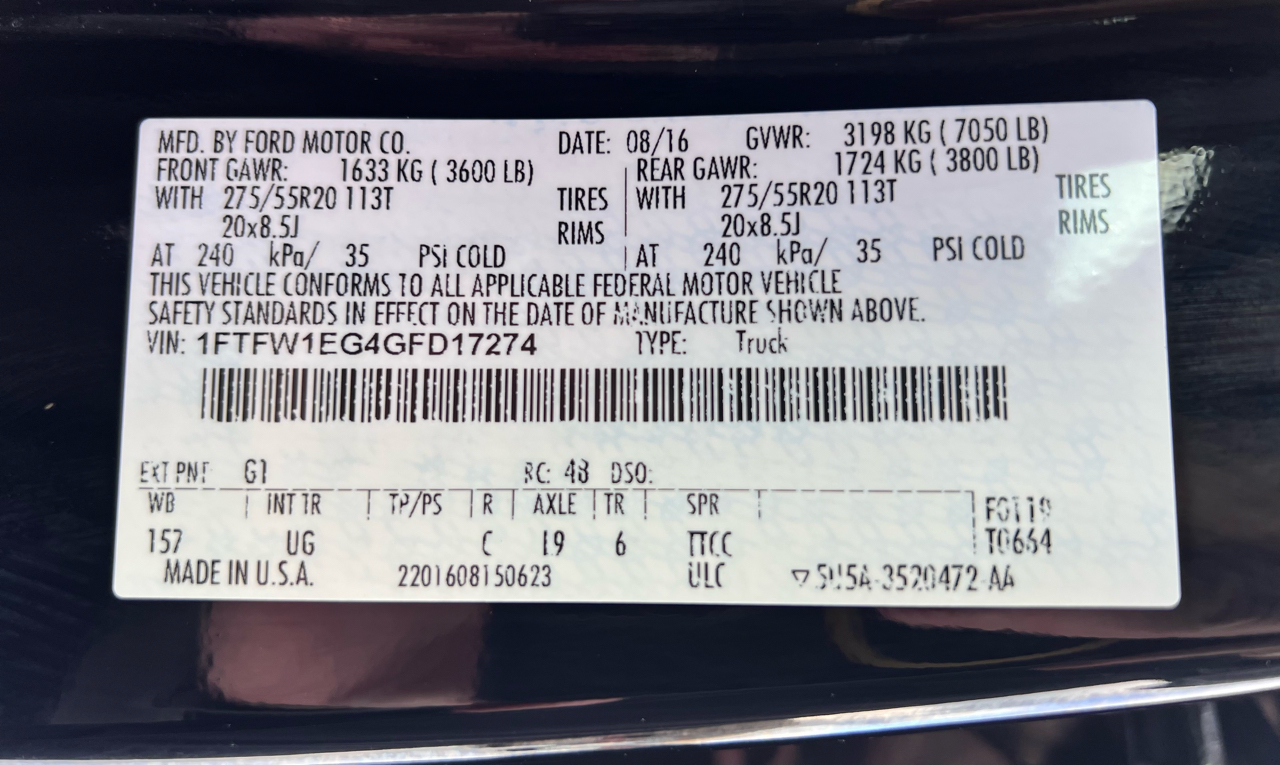 MFD. BY FORD MOTOR CO. DATE: 08/16 GVWR: 3198 KG ( 7050 LB)
FRONT GAWR: 1633 KG ( 3600 LB) REAR GAWR: 1724 KG ( 3800 LB)
WITH 275/55R20 113T TIRES WITH 275/55R20 113T TIRES
20x8.5J RIMS 20x8.5J RIMS
AT 240 kPa/ 35 PSI COLD AT 240 kPa/ 35 PSI COLD
THIS VEHICLE CONFORMS TO ALL APPLICABLE FEDERAL MOTOR VEHICLE
SAFETY STANDARDS IN EFFECT ON THE DATE OF MANUFACTURE SHOWN ABOVE.
VIN: 1FTFW1EG4GFD17274 TYPE: Truck
EXT PNT: G1 RC: 48 DSO:
WB INT TR TP/PS R AXLE TR SPR F0119
157 UG C 19 6 TTCC T0664
MADE IN U.S.A. 2201608150623 ULC ▽5U5A-3520472-AA